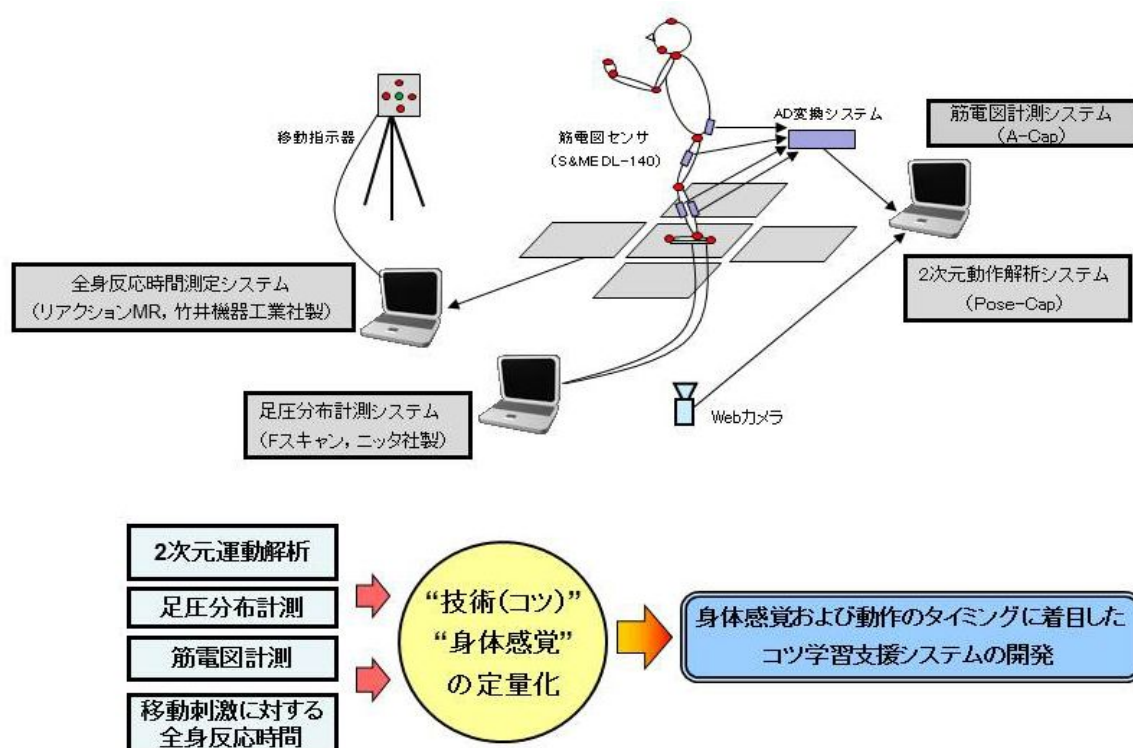 移動指示器
筋電図センサ
(S&MEDL-140)
AD変換システム
筋電図計測システム
(A-Cap)
2次元動作解析システム
(Pose-Cap)
全身反応時間測定システム
(リアクションMR, 竹井機器工業社製)
足圧分布計測システム
(Fスキャン, ニッタ社製)
Webカメラ
2次元運動解析
足圧分布計測
筋電図計測
移動刺激に対する
全身反応時間
“技術(コツ)”
“身体感覚”
の定量化
身体感覚および動作のタイミングに着目した
コツ学習支援システムの開発